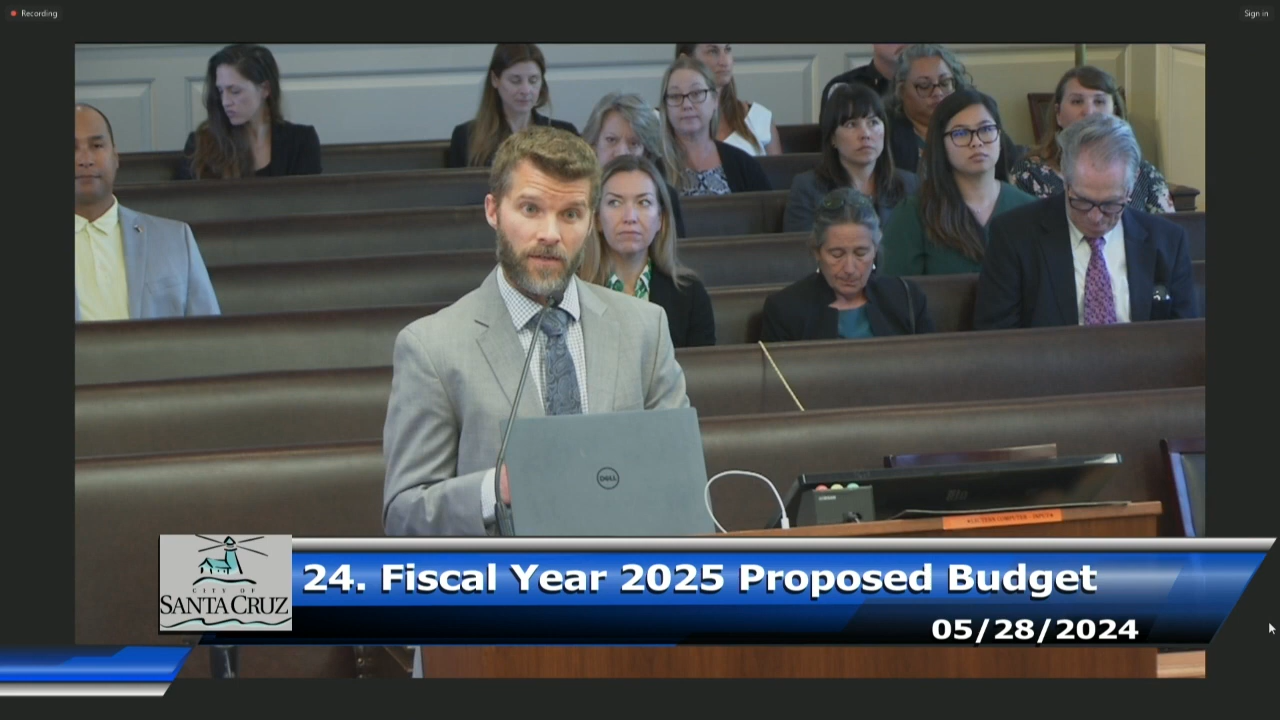 Recording
Sign in
DELL
CITY OF
SANTA CRUZ
24. Fiscal Year 2025 Proposed Budget
05/28/2024